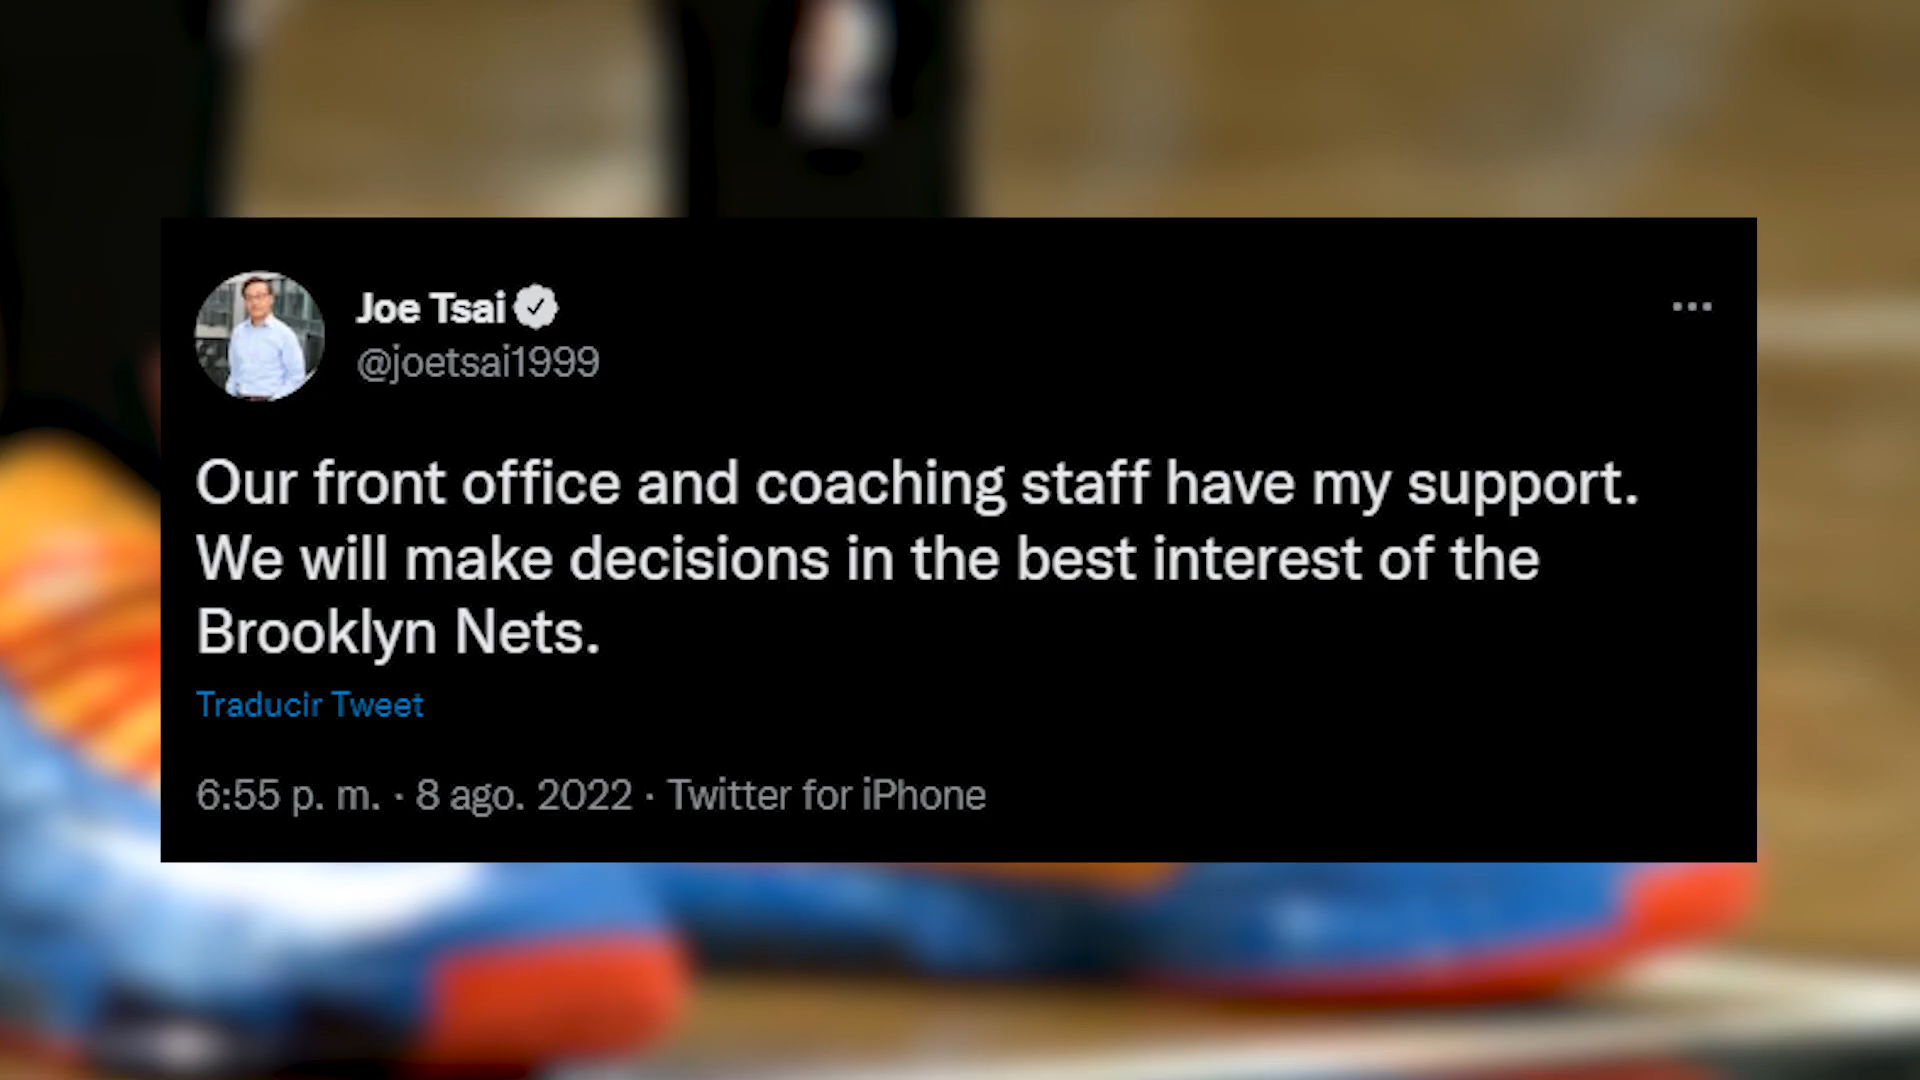 Joe Tsai
@joetsai1999
Our front office and coaching staff have my support.
We will make decisions in the best interest of the
Brooklyn Nets.
Traducir Tweet
6:55 p. m. · 8 ago. 2022 · Twitter for iPhone